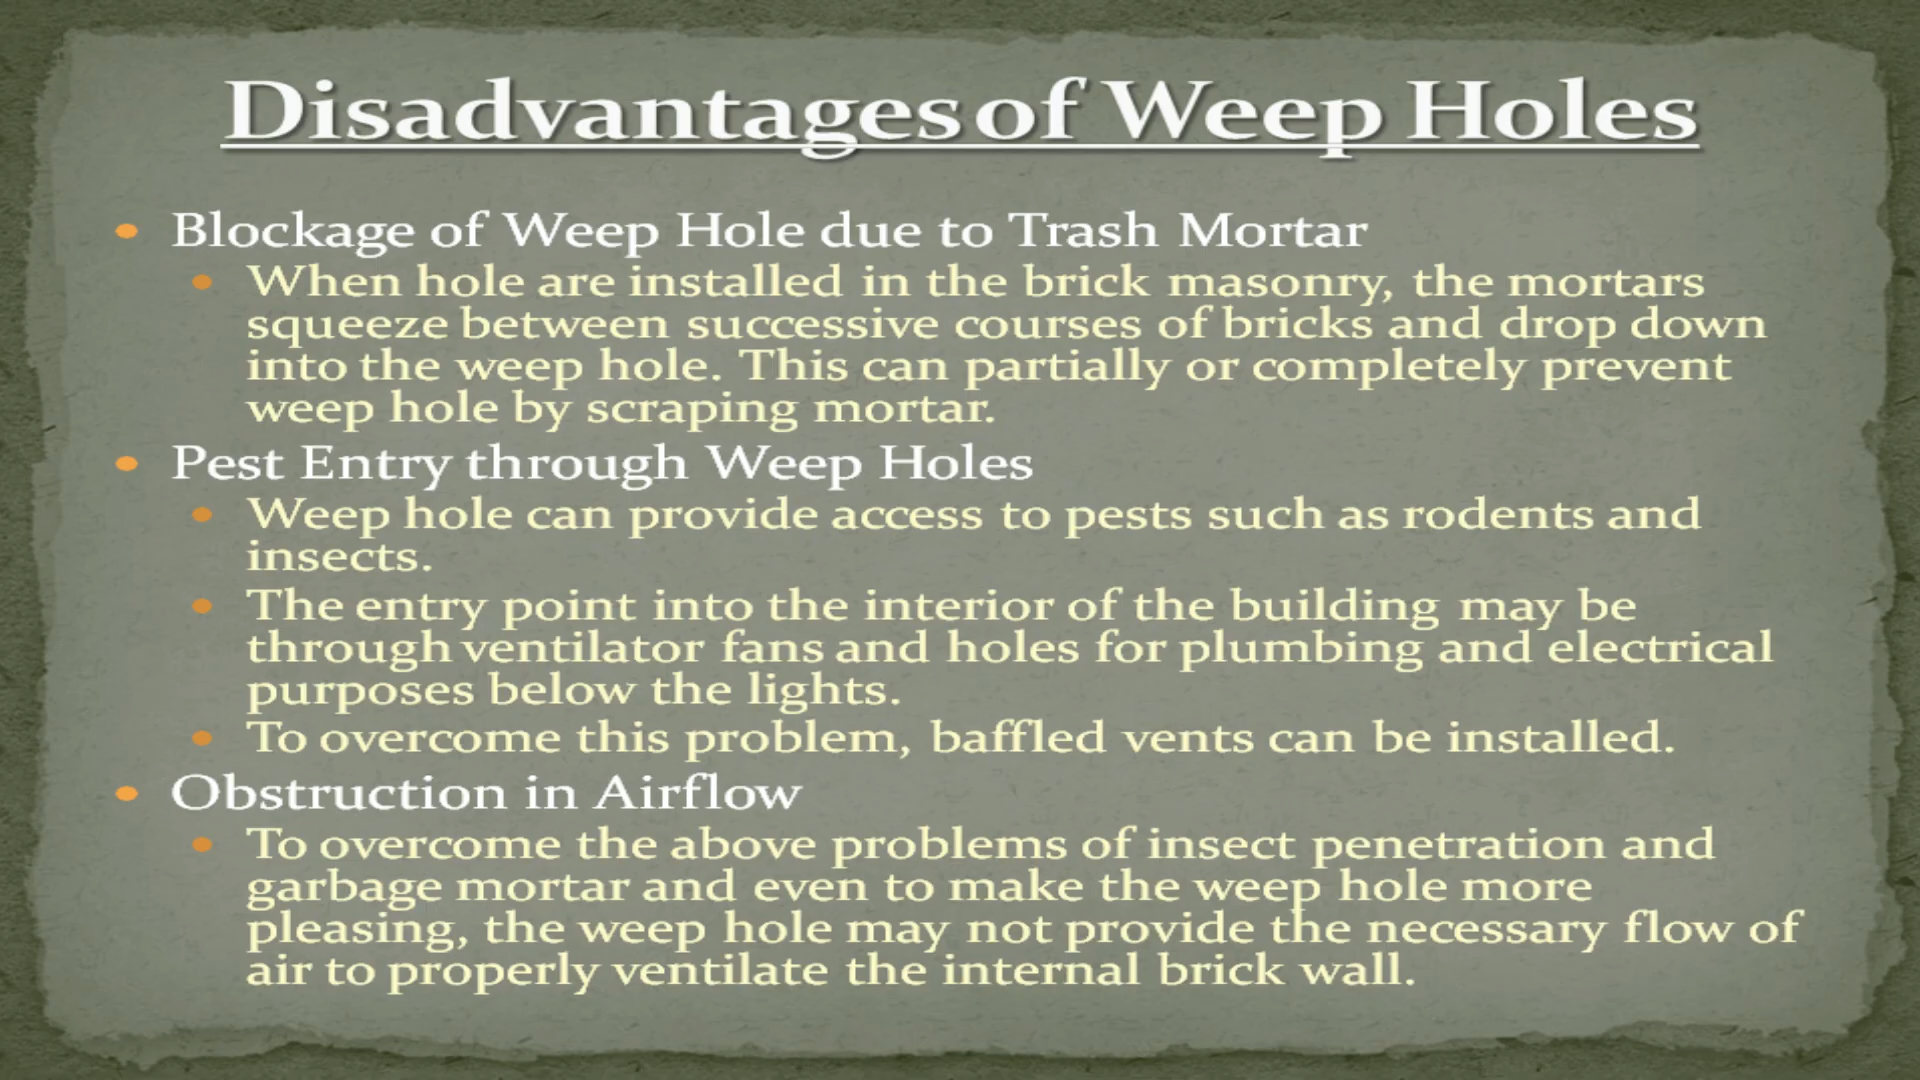 Disadvantages of Weep Holes
• Blockage of Weep Hole due to Trash Mortar
• When hole are installed in the brick masonry, the mortars
squeeze between successive courses of bricks and drop down
into the weep hole. This can partially or completely prevent
weep hole by scraping mortar.
• Pest Entry through Weep Holes
• Weep hole can provide access to pests such as rodents and
insects.
• The entry point into the interior of the building may be
through ventilator fans and holes for plumbing and electrical
purposes below the lights.
• To overcome this problem, baffled vents can be installed.
• Obstruction in Airflow
• To overcome the above problems of insect penetration and
garbage mortar and even to make the weep hole more
pleasing, the weep hole may not provide the necessary flow of
air to properly ventilate the internal brick wall.